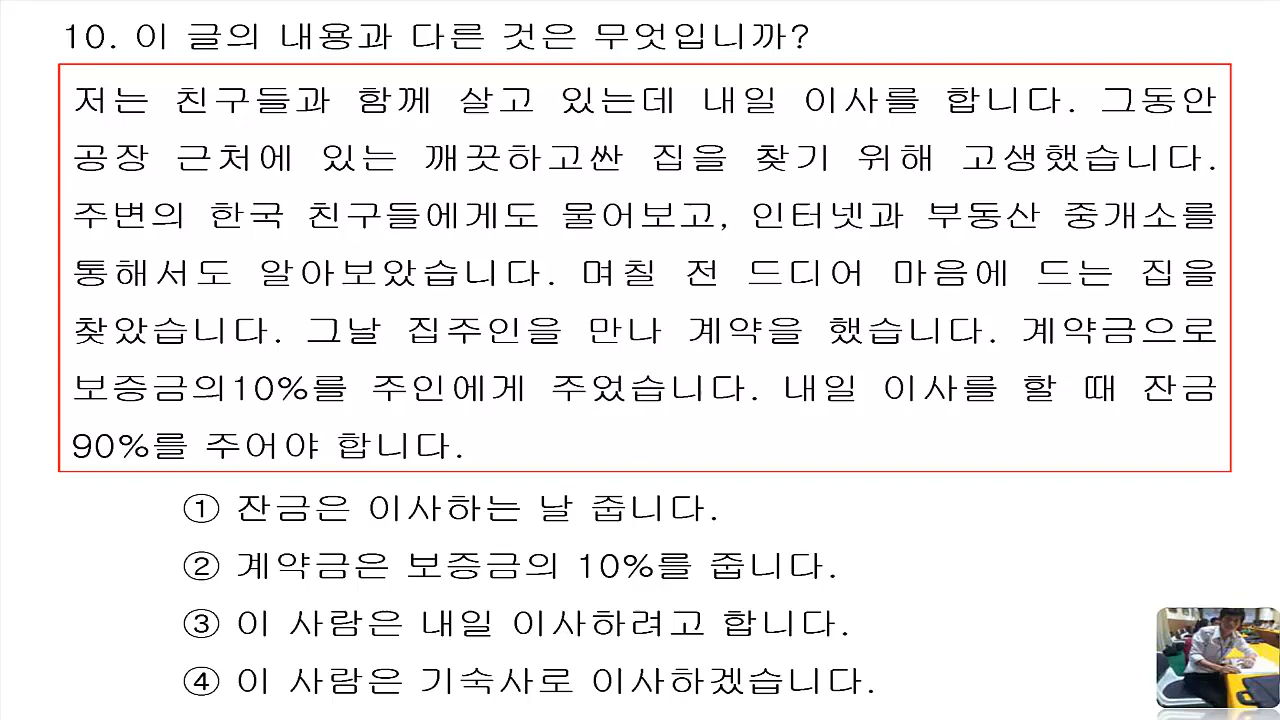 10. 이 글의 내용과 다른 것은 무엇입니까?
저는 친구들과 함께 살고 있는데 내일 이사를 합니다. 그동안
공장 근처에 있는 깨끗하고싼 집을 찾기 위해 고생했습니다.
주변의 한국 친구들에게도 물어보고, 인터넷과 부동산 중개소를
통해서도 알아보았습니다. 며칠 전 드디어 마음에 드는 집을
찾았습니다. 그날 집주인을 만나 계약을 했습니다. 계약금으로
보증금의10%를 주인에게 주었습니다. 내일 이사를 할 때 잔금
90%를 주어야 합니다.
① 잔금은 이사하는 날 줍니다.
② 계약금은 보증금의 10%를 줍니다.
③ 이 사람은 내일 이사하려고 합니다.
④ 이 사람은 기숙사로 이사하겠습니다.